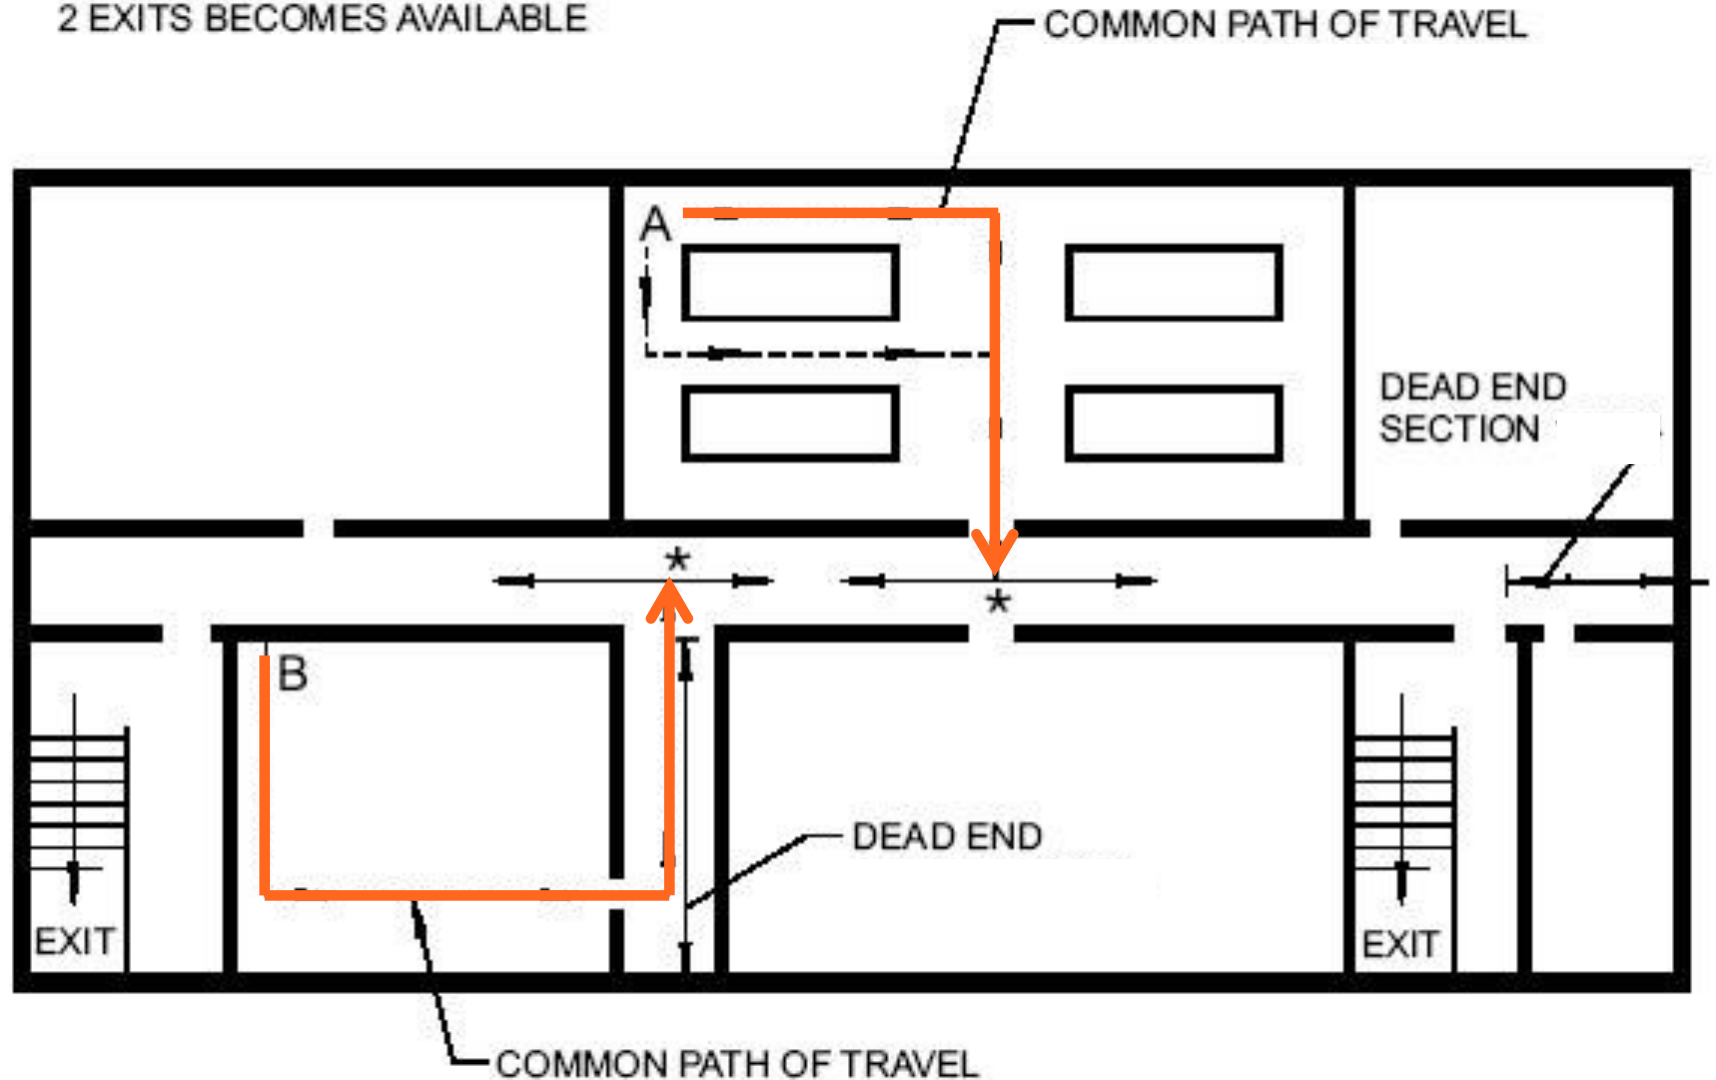 2 EXITS BECOMES AVAILABLE
COMMON PATH OF TRAVEL
A
DEAD END
SECTION
*
*
B
DEAD END
EXIT
EXIT
COMMON PATH OF TRAVEL